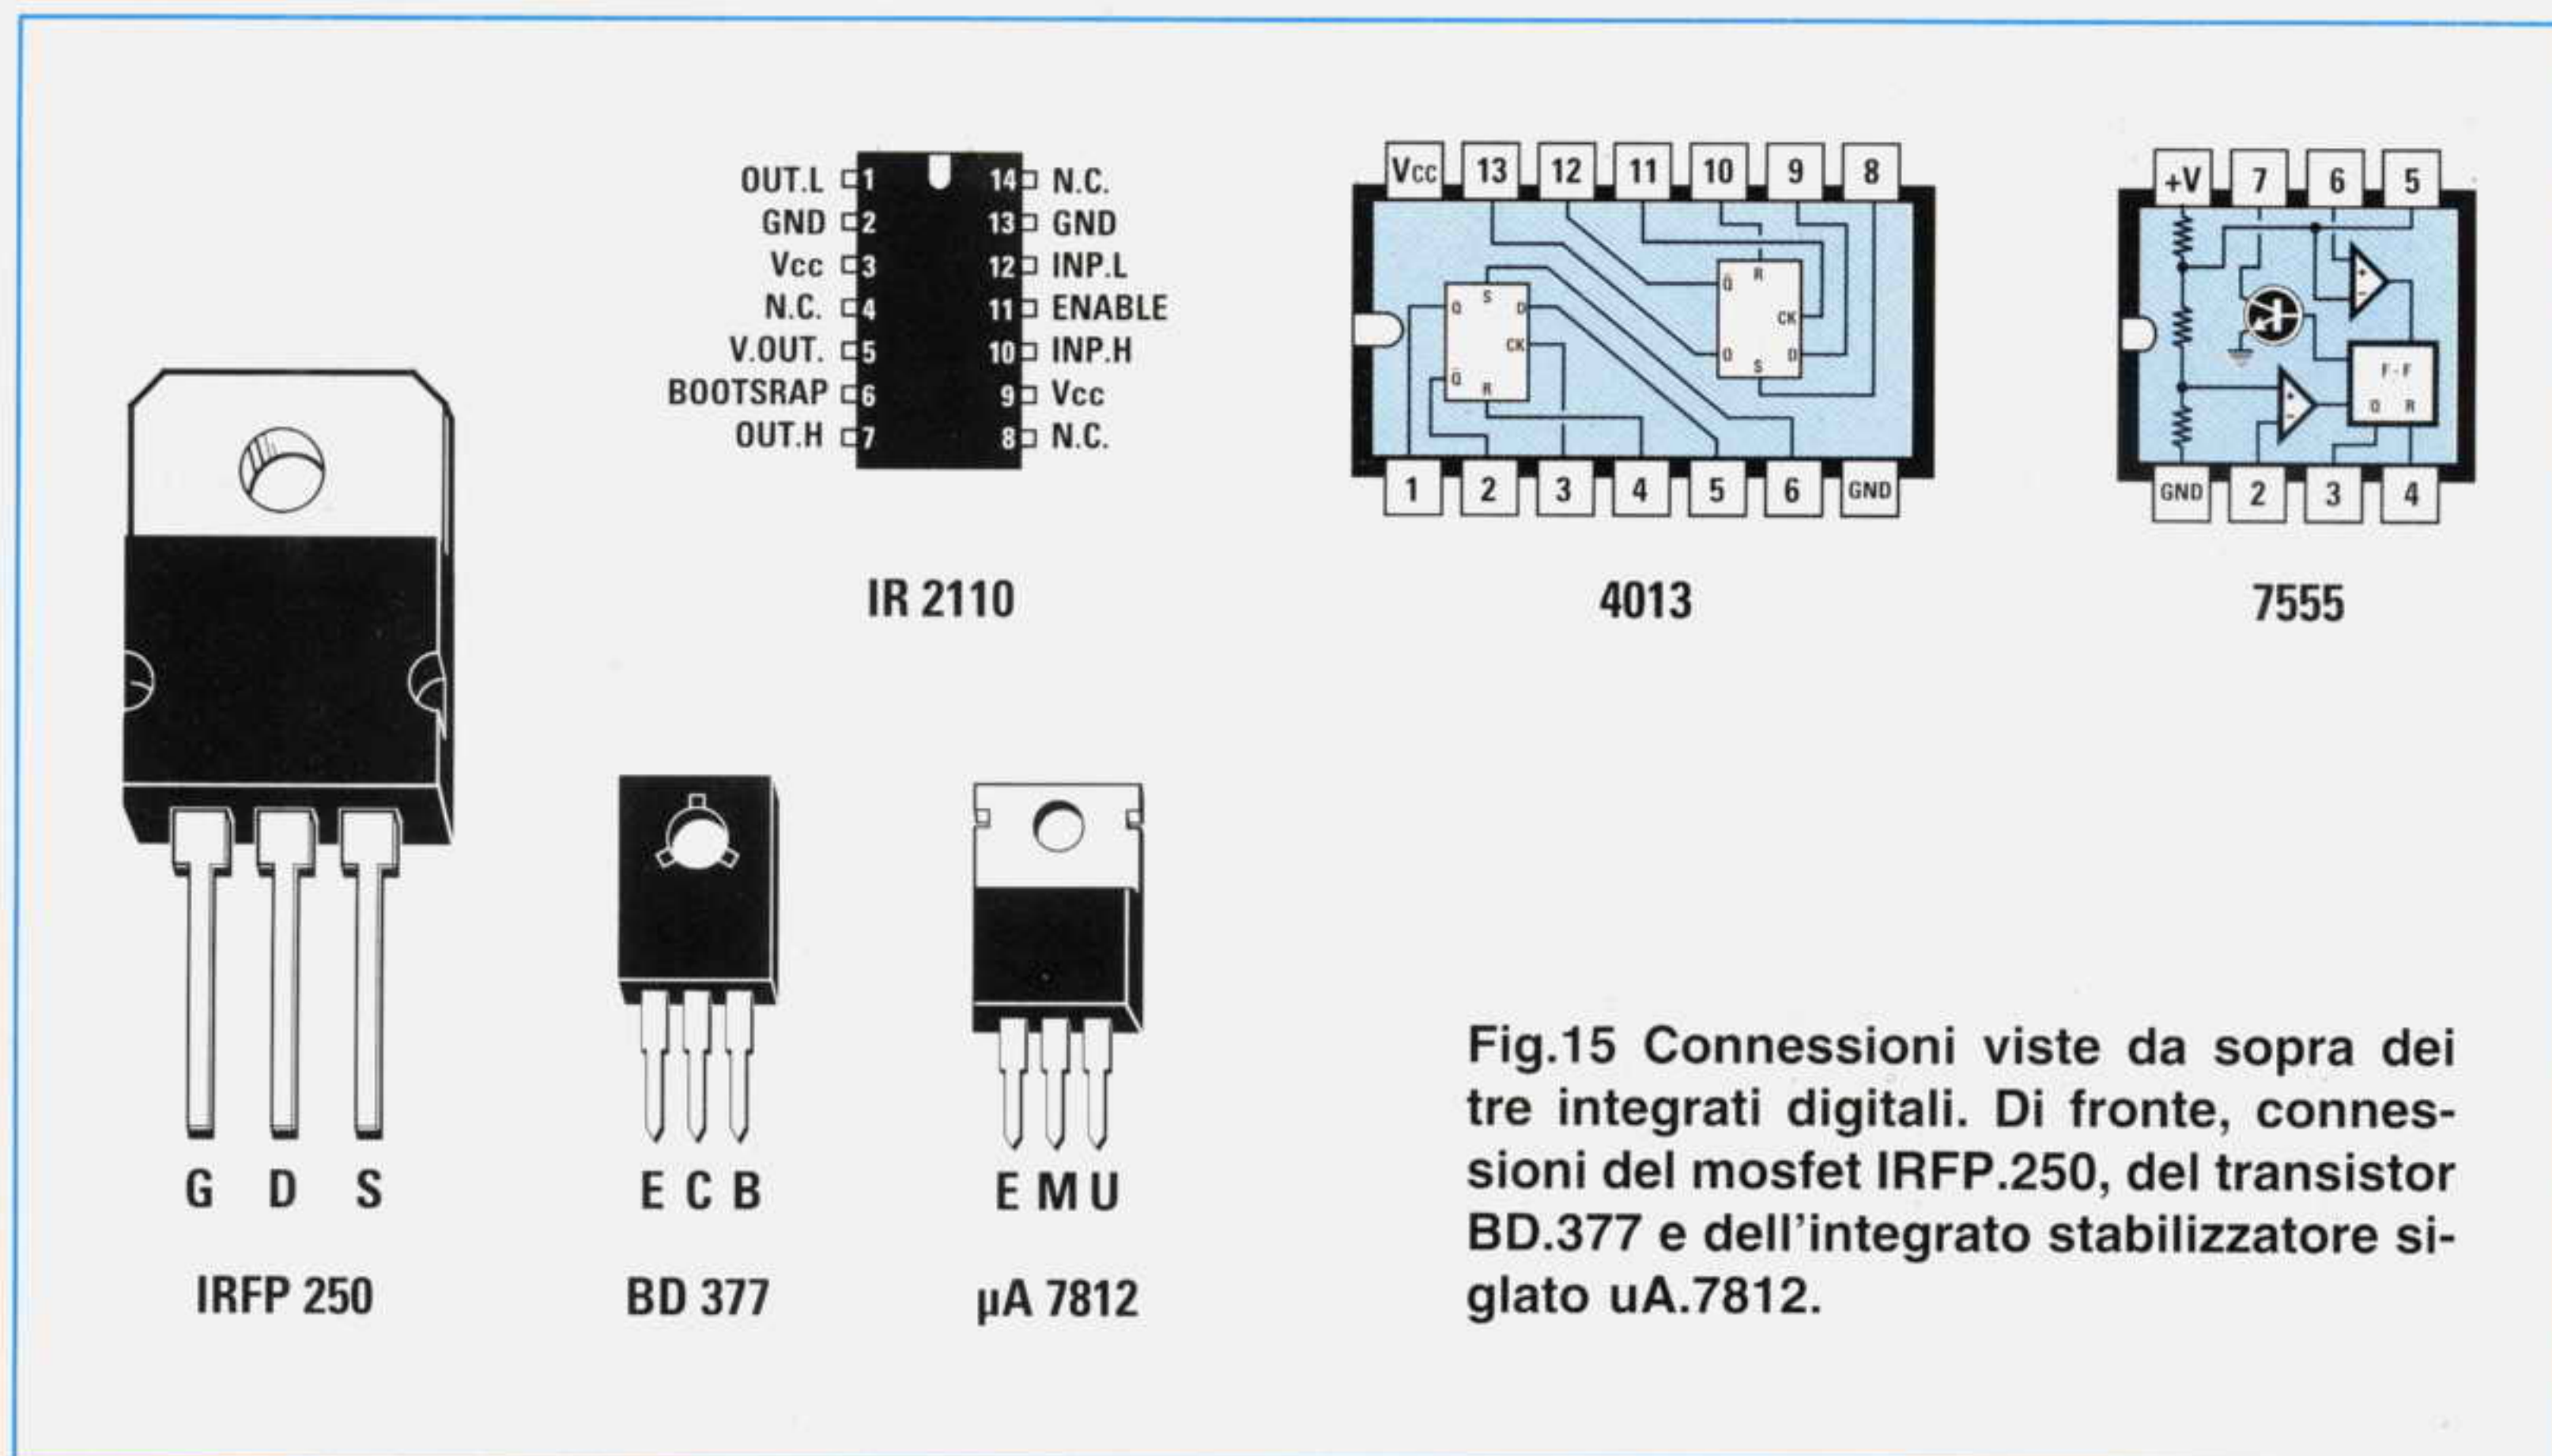 OUT.L 1 14 N.C.
GND 2 13 GND
Vcc 3 12 INP.L
N.C. 4 11 ENABLE
V.OUT. 5 10 INP.H
BOOTSRAP 6 9 Vcc
OUT.H 7 8 N.C.
IR 2110
Vcc 13 12 11 10 9 8
Q S D CK Q̄ R
Q̄ R CK Q D S
1 2 3 4 5 6 GND
4013
+V 7 6 5
+ -
+ -
F-F
Q R
GND 2 3 4
7555
G D S
IRFP 250
E C B
BD 377
E M U
µA 7812
Fig.15 Connessioni viste da sopra dei
tre integrati digitali. Di fronte, connes-
sioni del mosfet IRFP.250, del transistor
BD.377 e dell'integrato stabilizzatore si-
glato uA.7812.